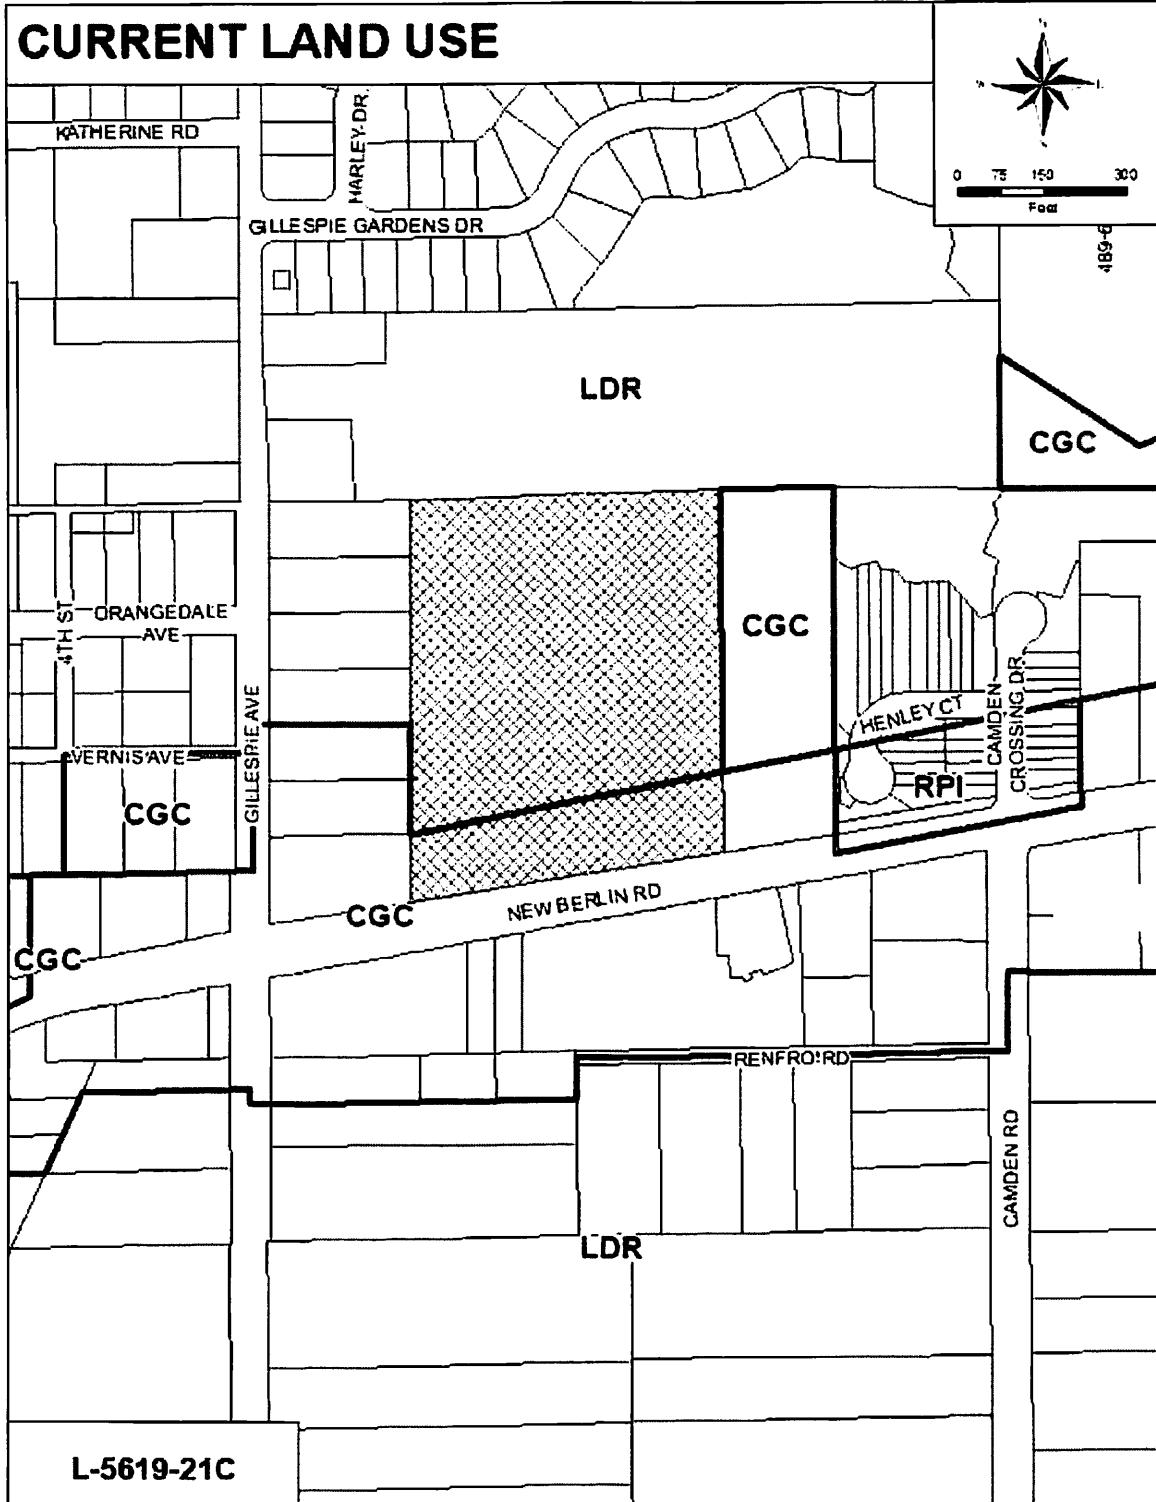 CURRENT LAND USE
0 75 150 300
Feet
KATHERINE RD
HARLEY DR
GILLESPIE GARDENS DR
LDR
CGC
4TH ST
ORANGEDALE
AVE
CGC
GILLESPIE AVE
VERNIS AVE
CGC
HENLEY CT
CAMDEN
CROSSING DR
RPI
NEW BERLIN RD
CGC
CGC
RENFRO RD
CAMDEN RD
LDR
L-5619-21C